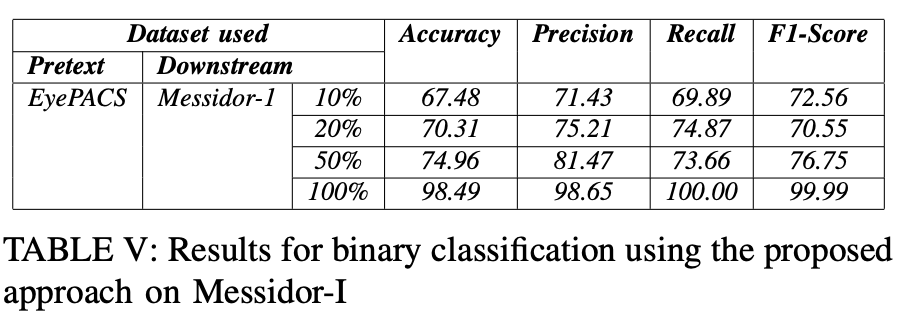 Dataset used Accuracy Precision Recall F1-Score
Pretext Downstream
EyePACS Messidor-1 10% 67.48 71.43 69.89 72.56
20% 70.31 75.21 74.87 70.55
50% 74.96 81.47 73.66 76.75
100% 98.49 98.65 100.00 99.99
TABLE V: Results for binary classification using the proposed
approach on Messidor-I